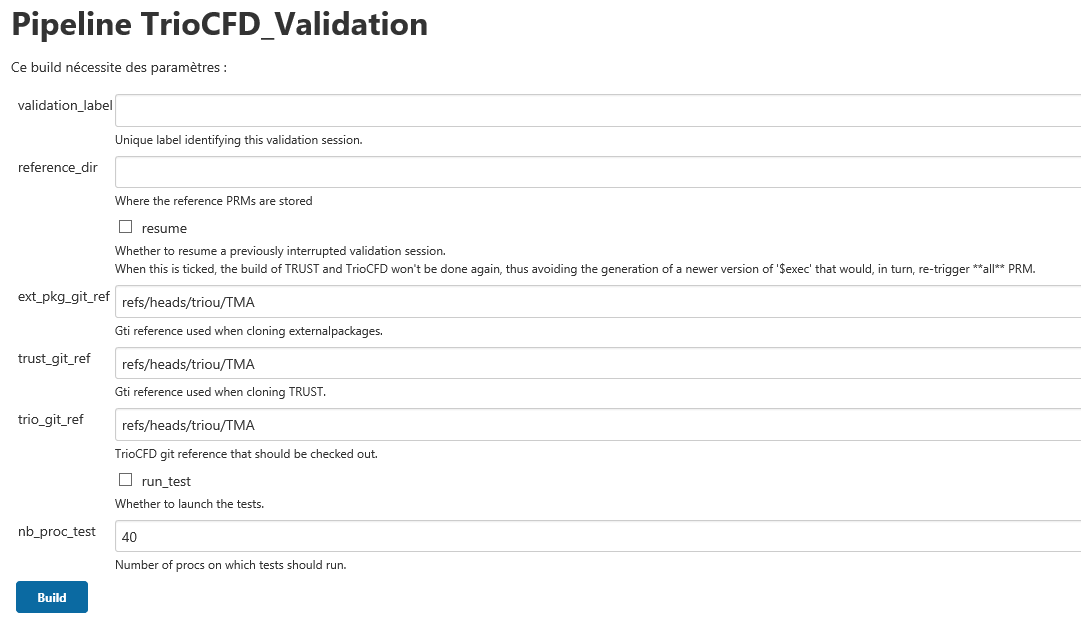 Pipeline TrioCFD_Validation
Ce build nécessite des paramètres :
validation_label
Unique label identifying this validation session.
reference_dir
Where the reference PRMs are stored
resume
Whether to resume a previously interrupted validation session.
When this is ticked, the build of TRUST and TrioCFD won't be done again, thus avoiding the generation of a newer version of '$exec' that would, in turn, re-trigger **all** PRM.
ext_pkg_git_ref
refs/heads/triou/TMA
Gti reference used when cloning externalpackages.
trust_git_ref
refs/heads/triou/TMA
Gti reference used when cloning TRUST.
trio_git_ref
refs/heads/triou/TMA
TrioCFD git reference that should be checked out.
run_test
Whether to launch the tests.
nb_proc_test
40
Number of procs on which tests should run.
Build